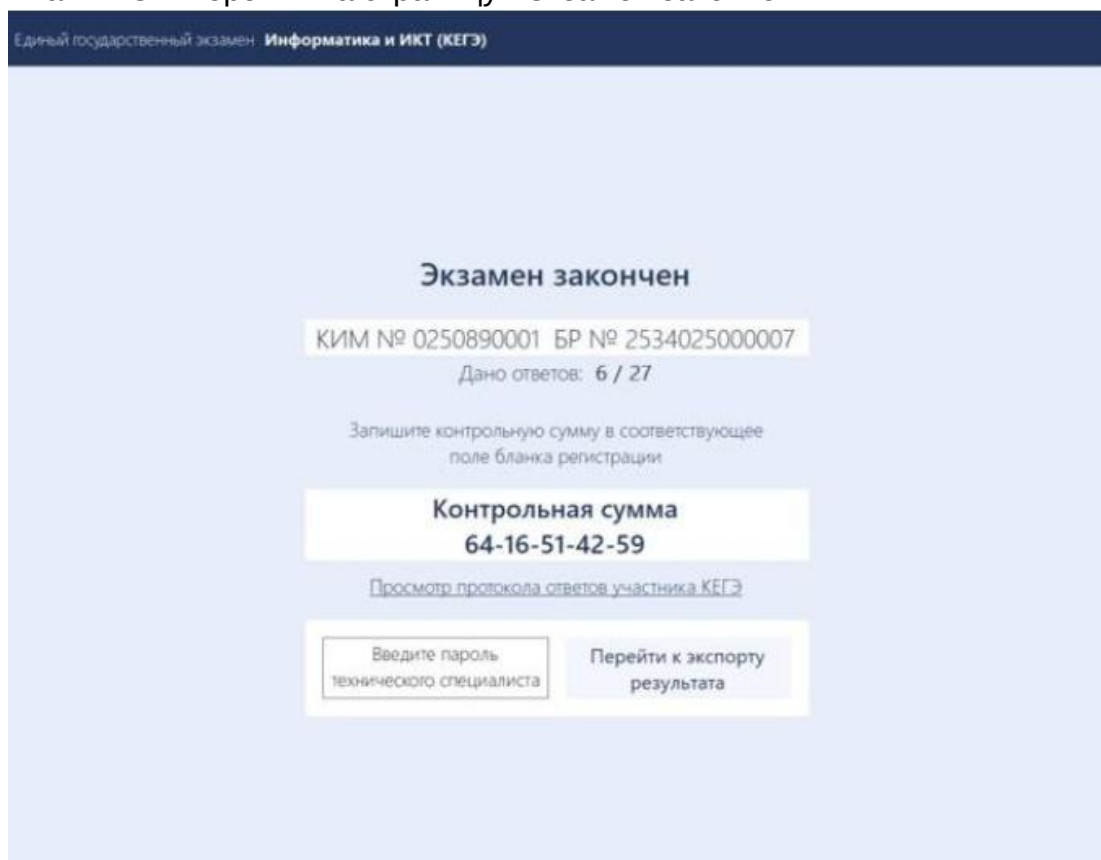 Единый государственный экзамен Информатика и ИКТ (КЕГЭ)
Экзамен закончен
КИМ № 0250890001 БР № 2534025000007
Дано ответов: 6 / 27
Запишите контрольную сумму в соответствующее
поле бланка регистрации
Контрольная сумма
64-16-51-42-59
Просмотр протокола ответов участника КЕГЭ
Введите пароль
технического специалиста
Перейти к экспорту
результата